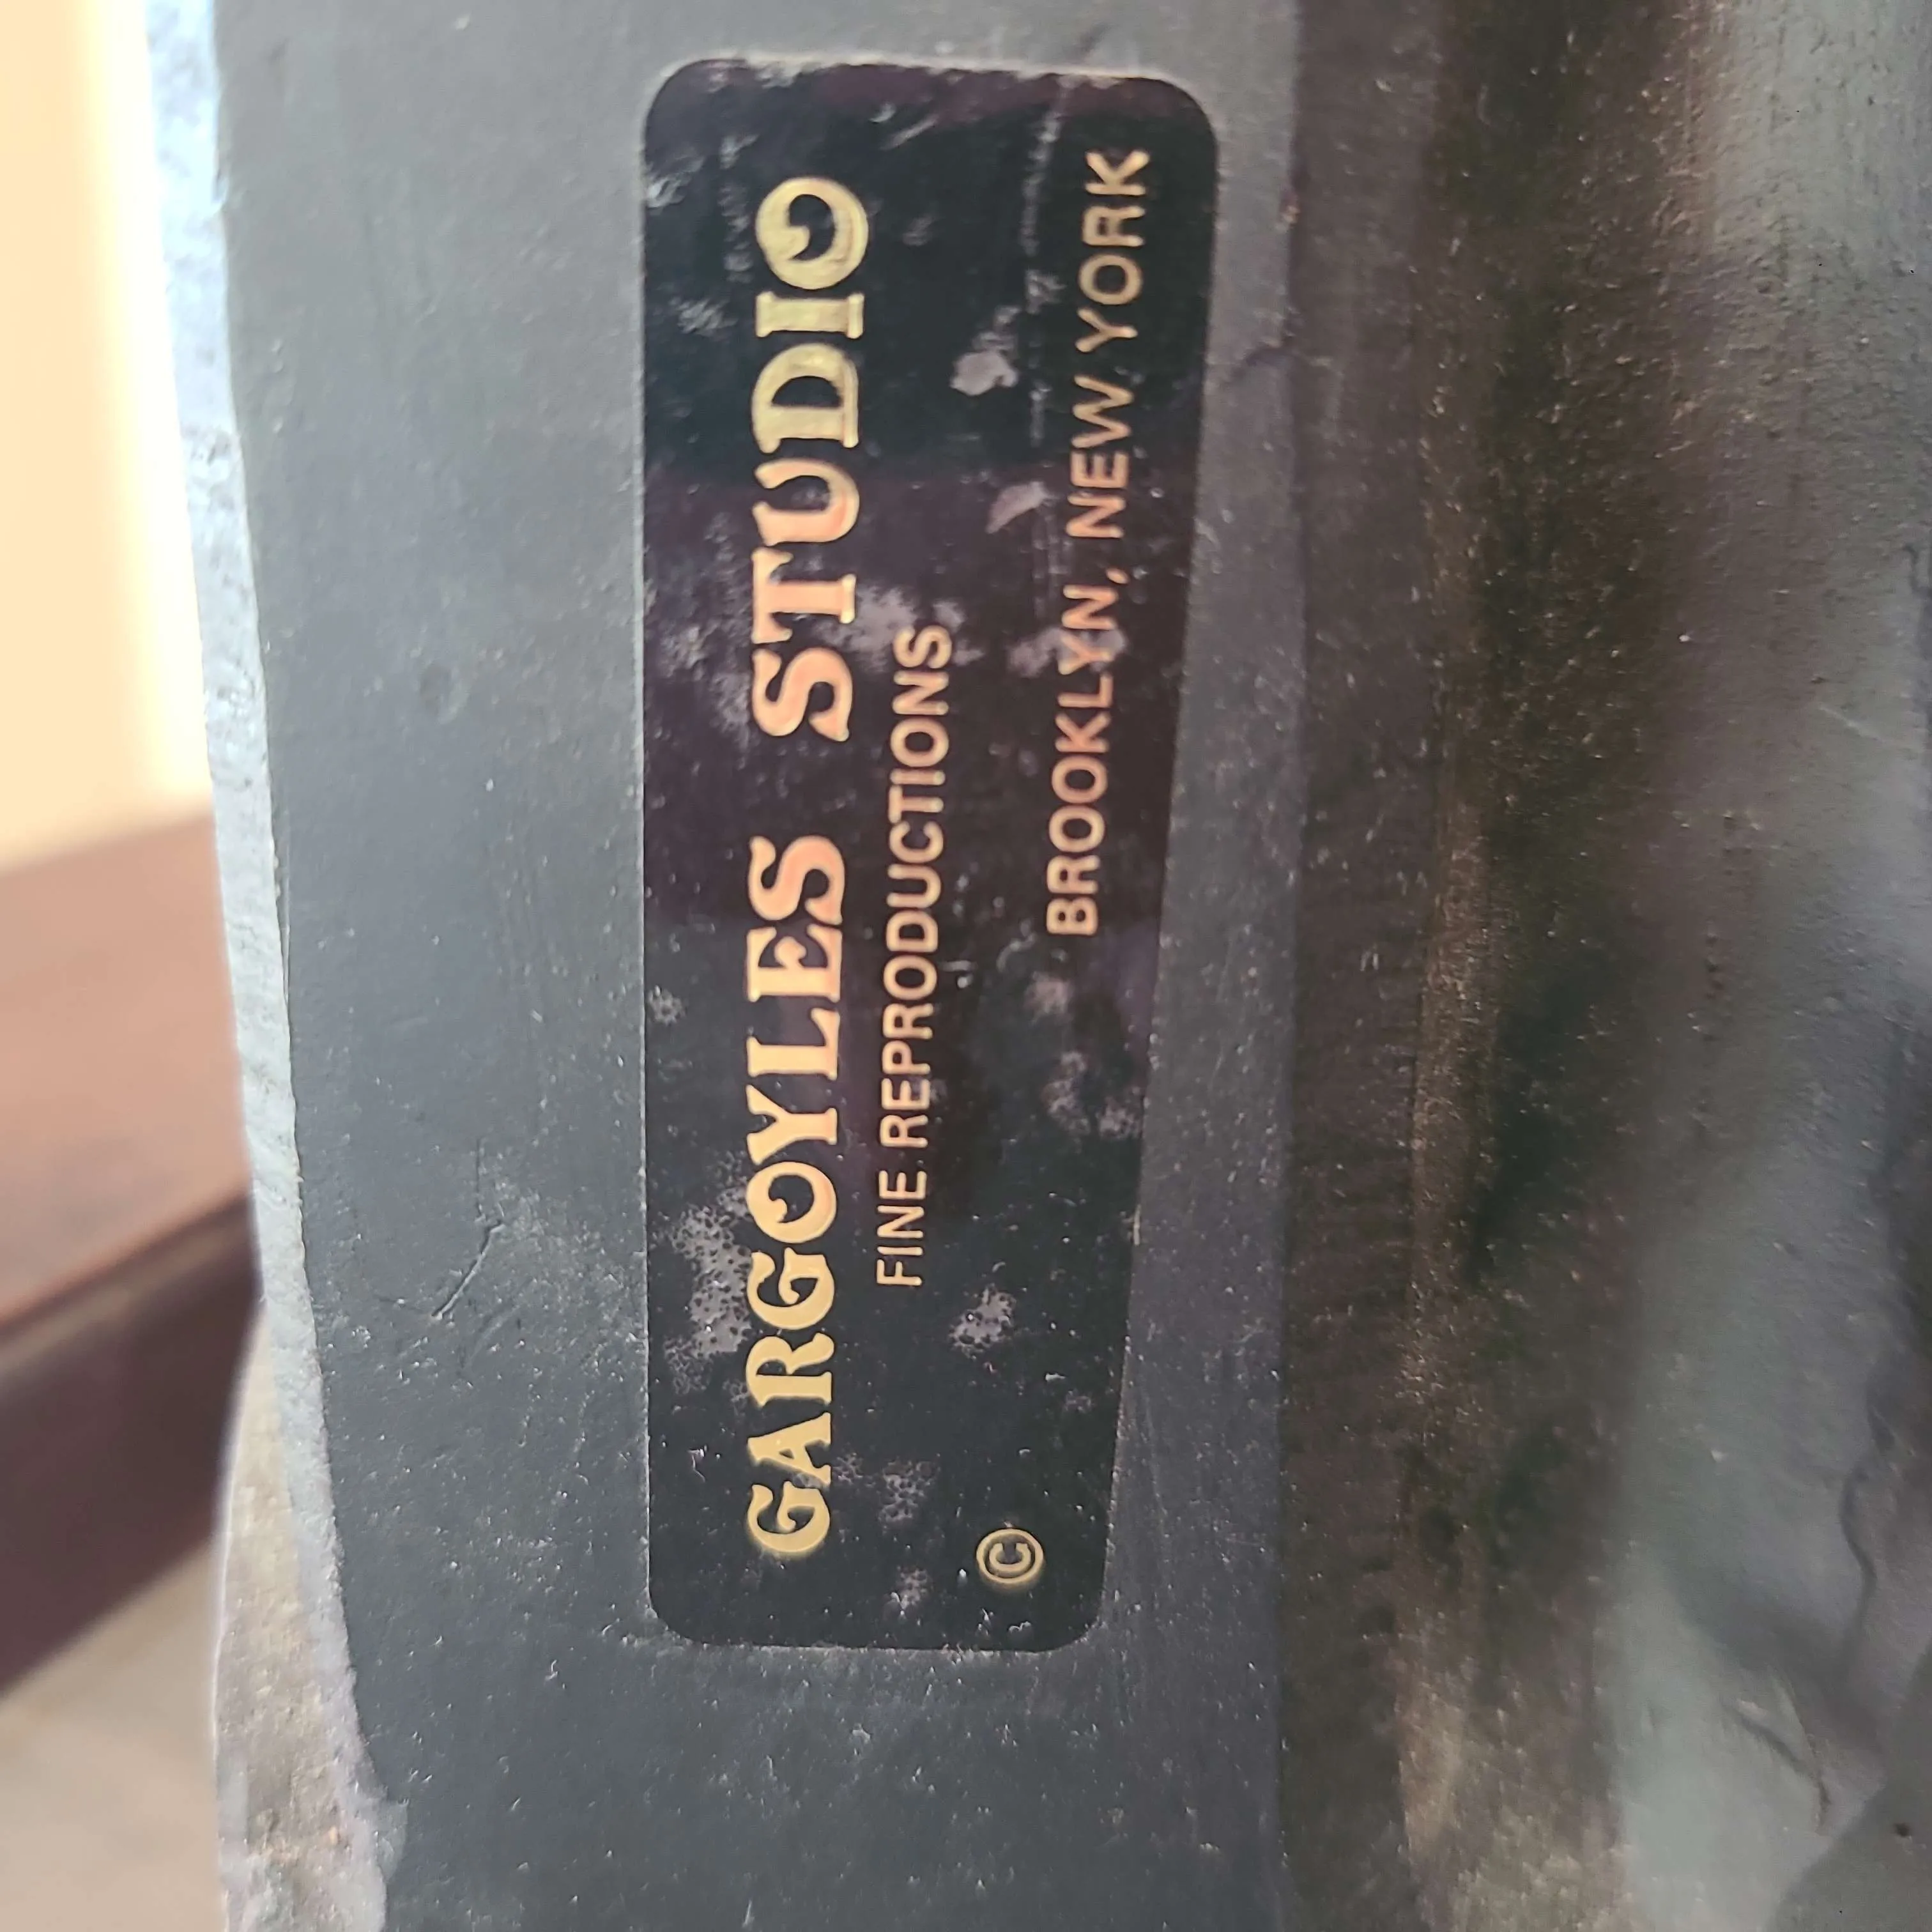 GARGOYLES STUDIO
FINE REPRODUCTIONS
© BROOKLYN, NEW YORK